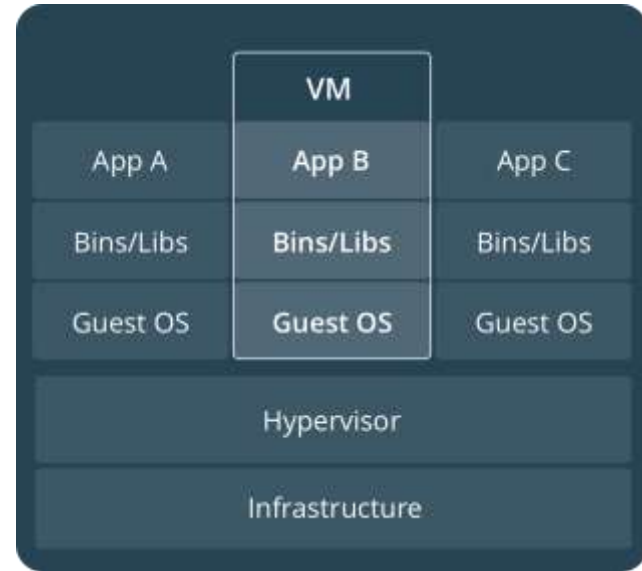 VM
App A App B App C
Bins/Libs Bins/Libs Bins/Libs
Guest OS Guest OS Guest OS
Hypervisor
Infrastructure